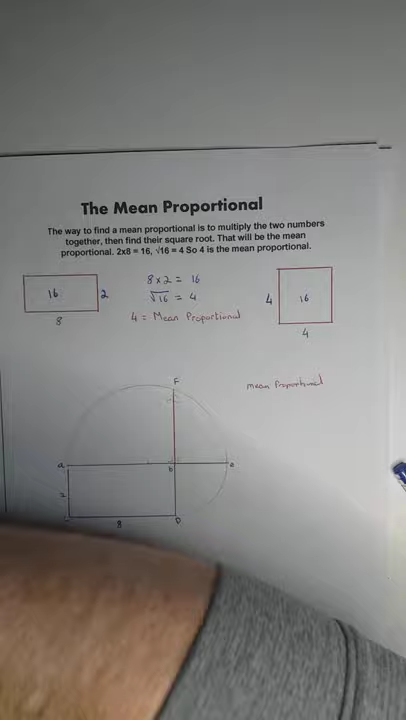 The Mean Proportional
The way to find a mean proportional is to multiply the two numbers
together, then find their square root. That will be the mean
proportional. 2x8 = 16, √16 = 4 So 4 is the mean proportional.
16
2
8
8 x 2 = 16
√16 = 4
4 = Mean Proportional
4
16
4
F
mean Proportional
a
b
e
2
8
D